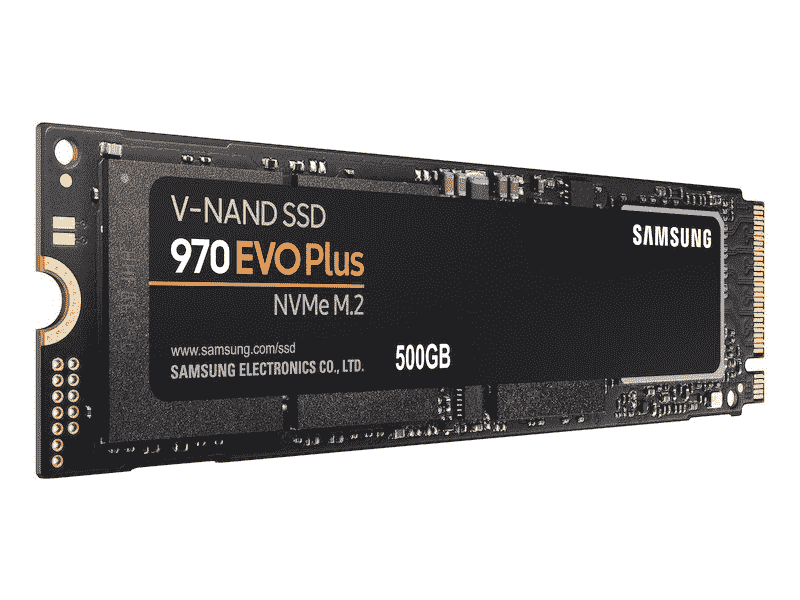 V-NAND SSD
970 EVO Plus
NVMe M.2
www.samsung.com/ssd
SAMSUNG ELECTRONICS CO., LTD.
500GB
SAMSUNG